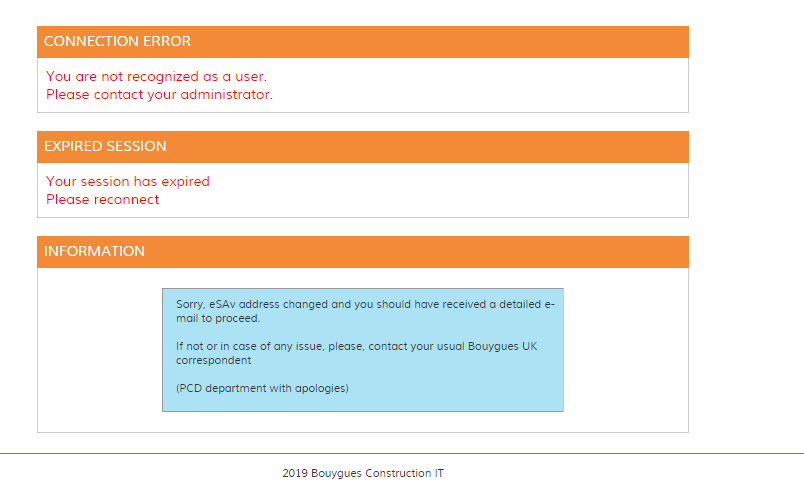 CONNECTION ERROR
You are not recognized as a user.
Please contact your administrator.
EXPIRED SESSION
Your session has expired
Please reconnect
INFORMATION
Sorry, eSAv address changed and you should have received a detailed e-
mail to proceed.
If not or in case of any issue, please, contact your usual Bouygues UK
correspondent
(PCD department with apologies)
2019 Bouygues Construction IT